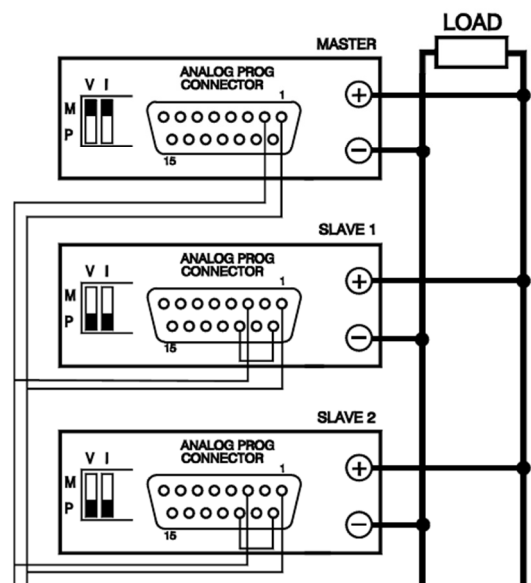 LOAD
MASTER
ANALOG PROG
CONNECTOR
V I
1
M
P
15
SLAVE 1
ANALOG PROG
CONNECTOR
V I
1
M
P
15
SLAVE 2
ANALOG PROG
CONNECTOR
V I
1
M
P
15